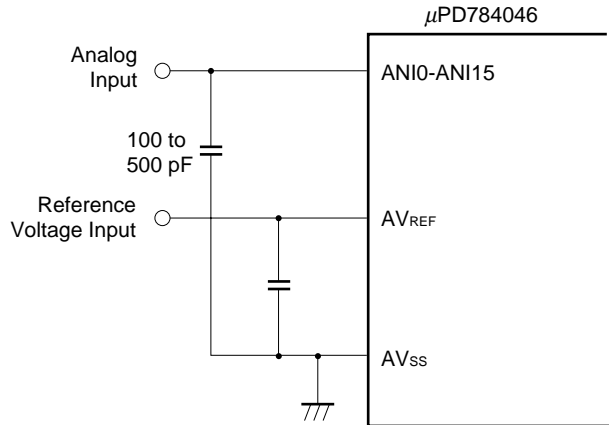 μPD784046
Analog
Input
ANI0-ANI15
100 to
500 pF
Reference
Voltage Input
AVREF
AVSS